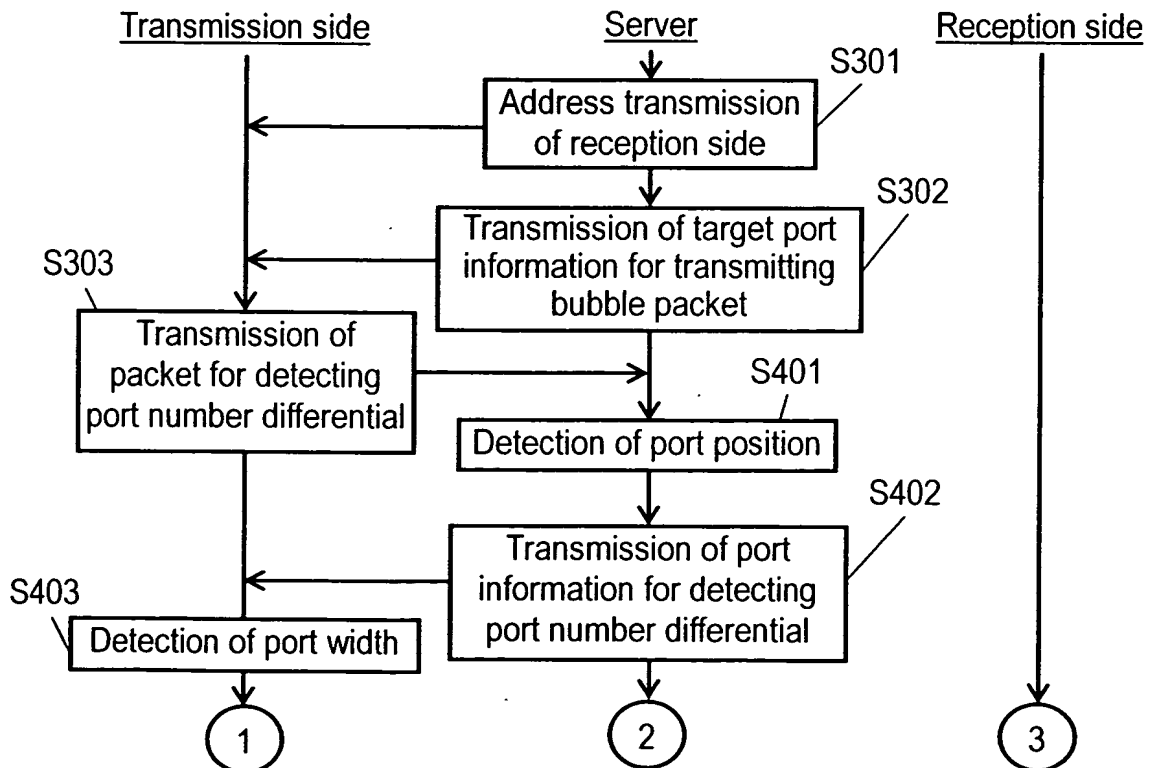 Transmission side
Server
Reception side
S301
Address transmission
of reception side
S302
Transmission of target port
information for transmitting
bubble packet
S303
Transmission of
packet for detecting
port number differential
S401
Detection of port position
S402
Transmission of port
information for detecting
port number differential
S403
Detection of port width
1
2
3